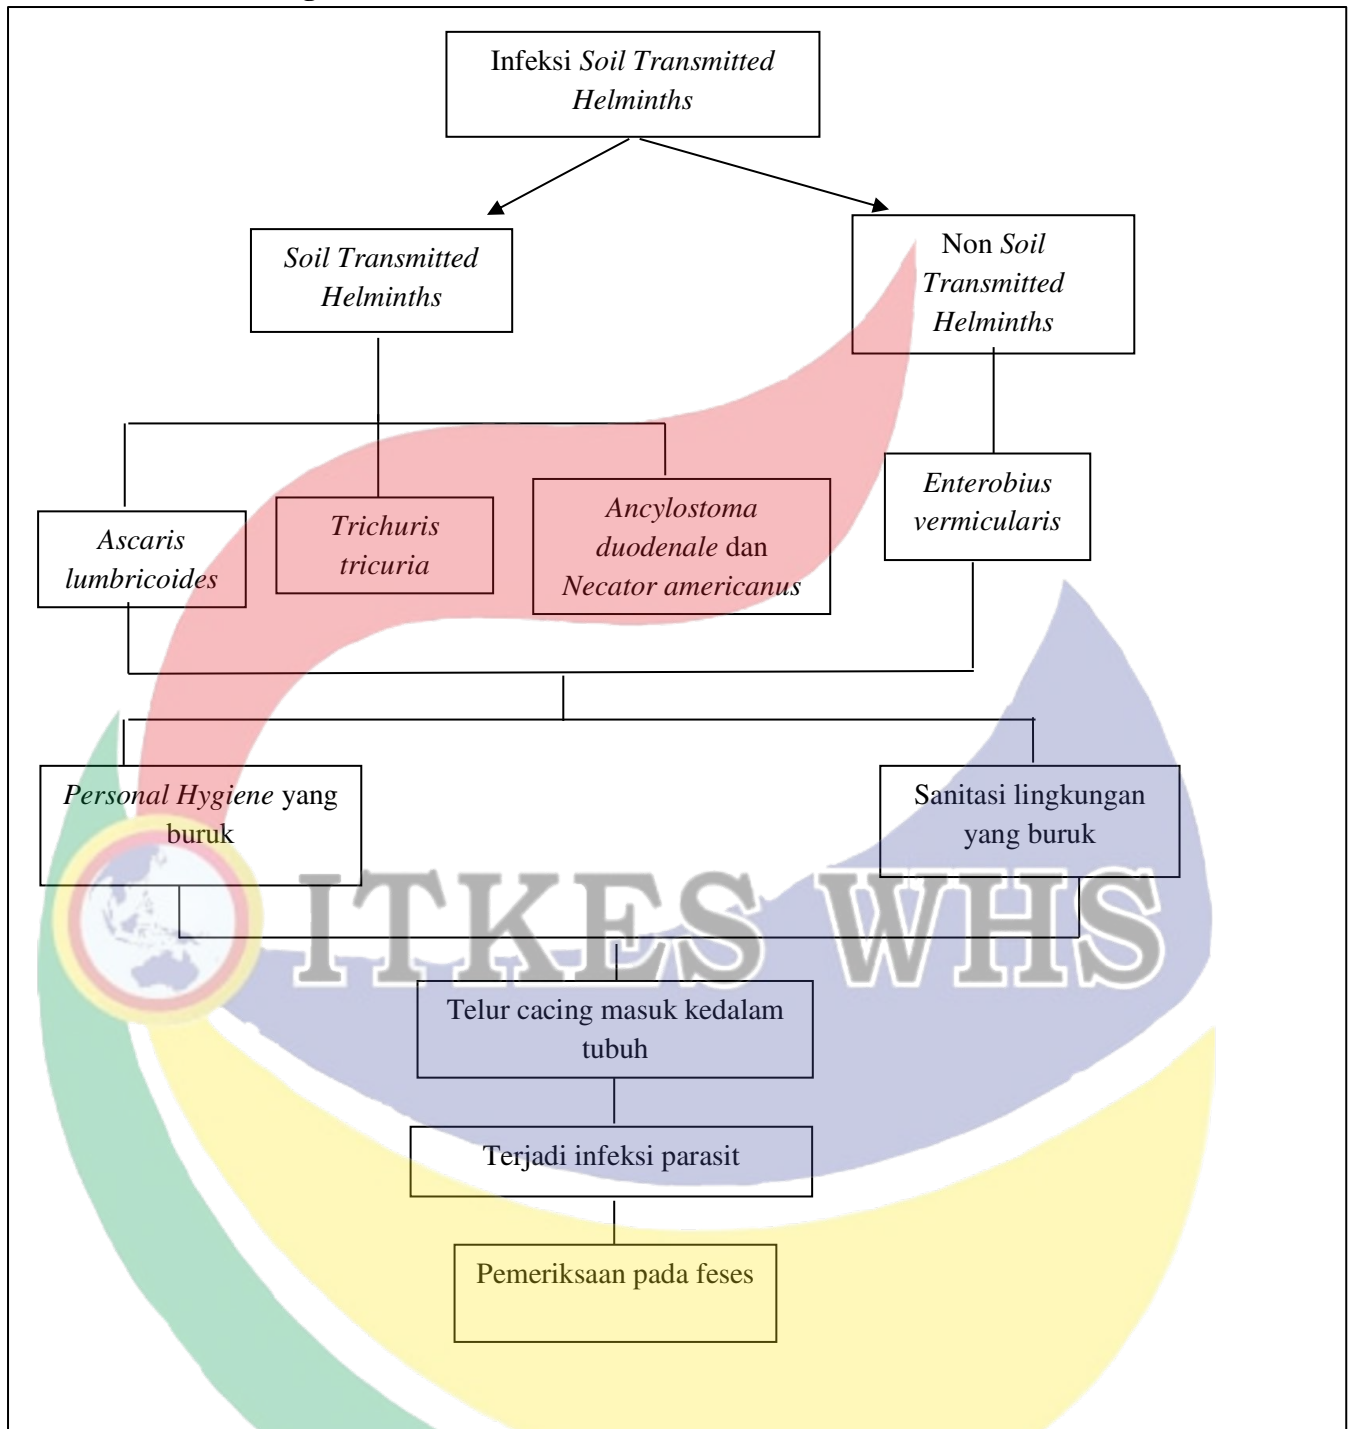 Infeksi Soil Transmitted
Helminths
Soil Transmitted
Helminths
Non Soil
Transmitted
Helminths
Ascaris
lumbricoides
Trichuris
tricuria
Ancylostoma
duodenale dan
Necator americanus
Enterobius
vermicularis
Personal Hygiene yang
buruk
Sanitasi lingkungan
yang buruk
ITKES WHS
Telur cacing masuk kedalam
tubuh
Terjadi infeksi parasit
Pemeriksaan pada feses